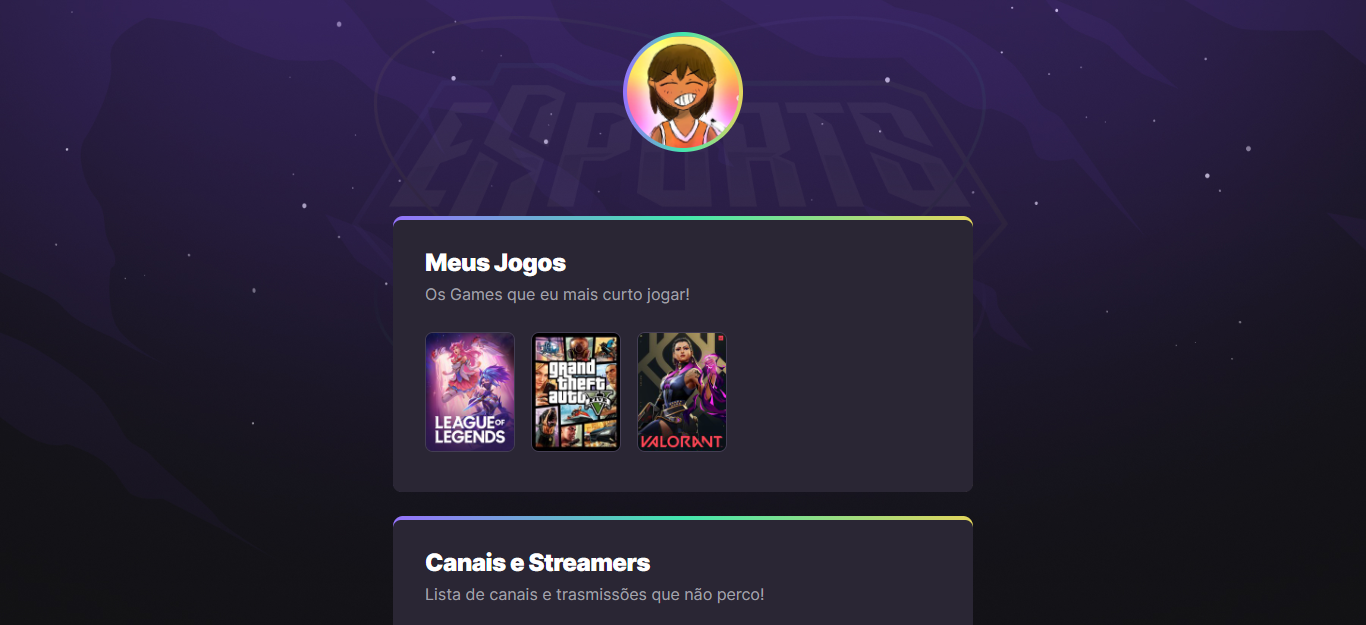 ESPORTS
Meus Jogos
Os Games que eu mais curto jogar!
LEAGUE OF
LEGENDS
grand
theft
auto
V
VALORANT
Canais e Streamers
Lista de canais e trasmissões que não perco!